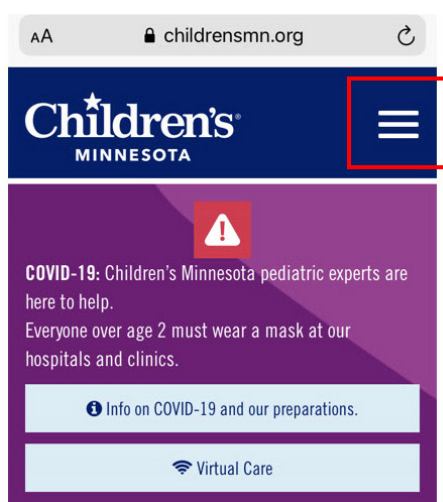 AA childrensmn.org
Children's
MINNESOTA
COVID-19: Children's Minnesota pediatric experts are
here to help.
Everyone over age 2 must wear a mask at our
hospitals and clinics.
Info on COVID-19 and our preparations.
Virtual Care